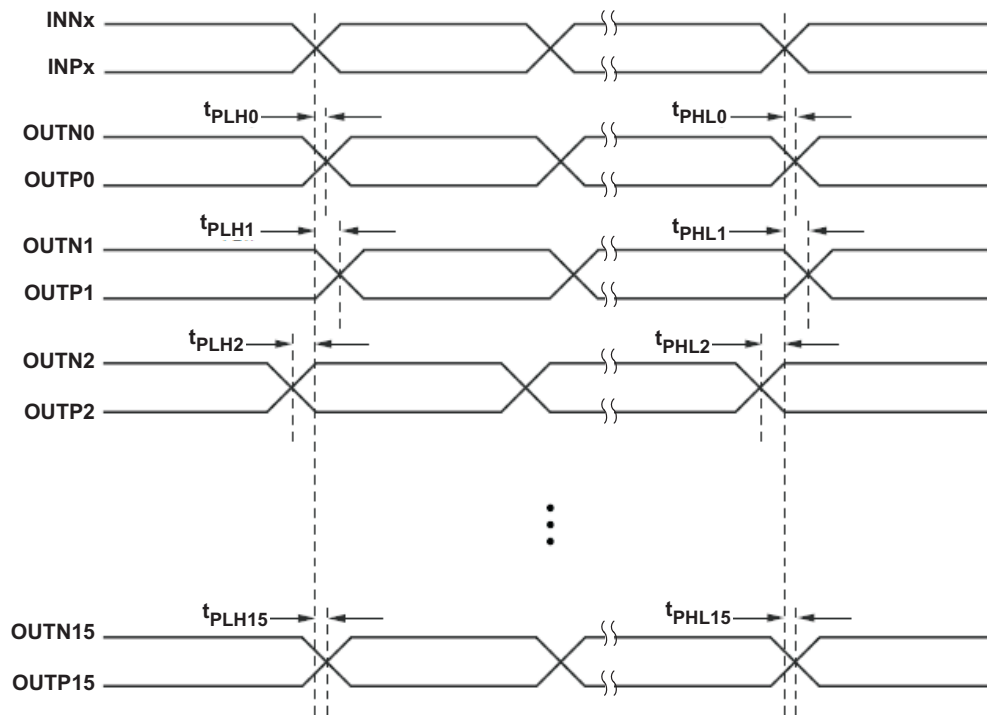 INNx
INPx
tPLH0 tPHL0
OUTN0
OUTP0
tPLH1 tPHL1
OUTN1
OUTP1
tPLH2 tPHL2
OUTN2
OUTP2
tPLH15 tPHL15
OUTN15
OUTP15